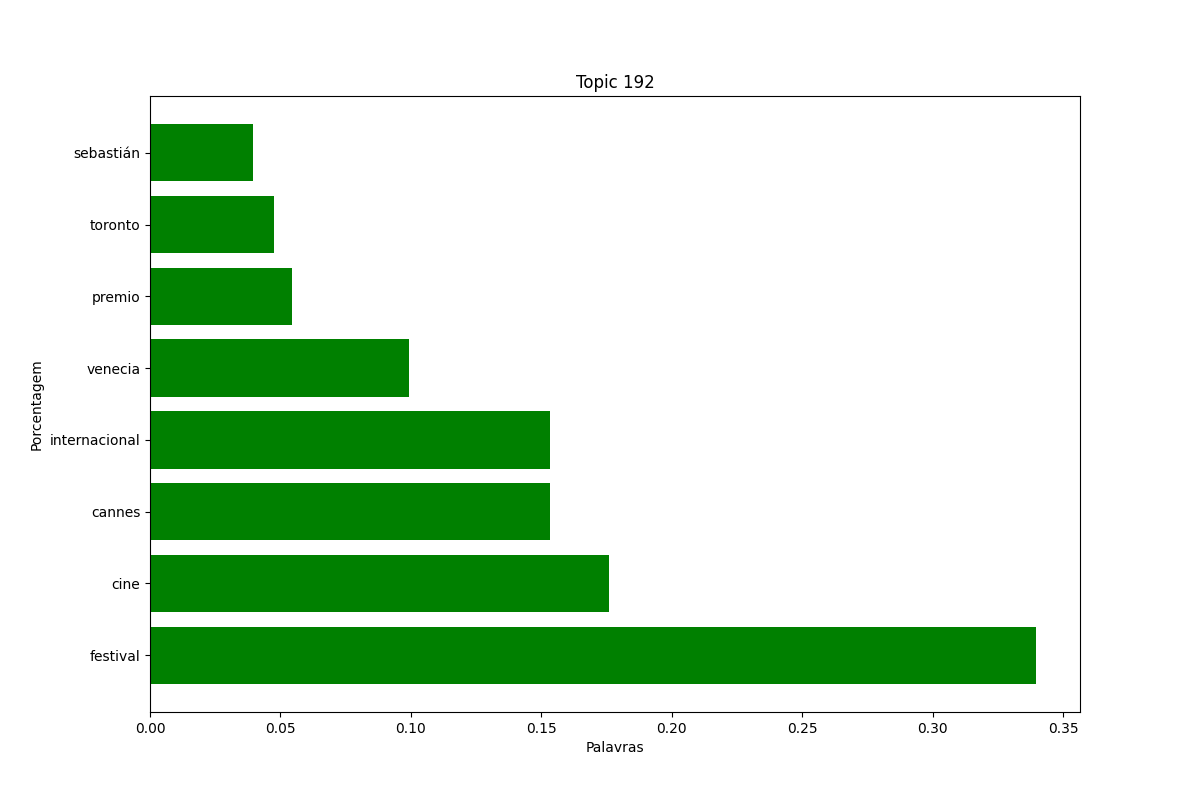 Topic 192
Porcentagem
sebastián
toronto
premio
venecia
internacional
cannes
cine
festival
0.00 0.05 0.10 0.15 0.20 0.25 0.30 0.35
Palavras